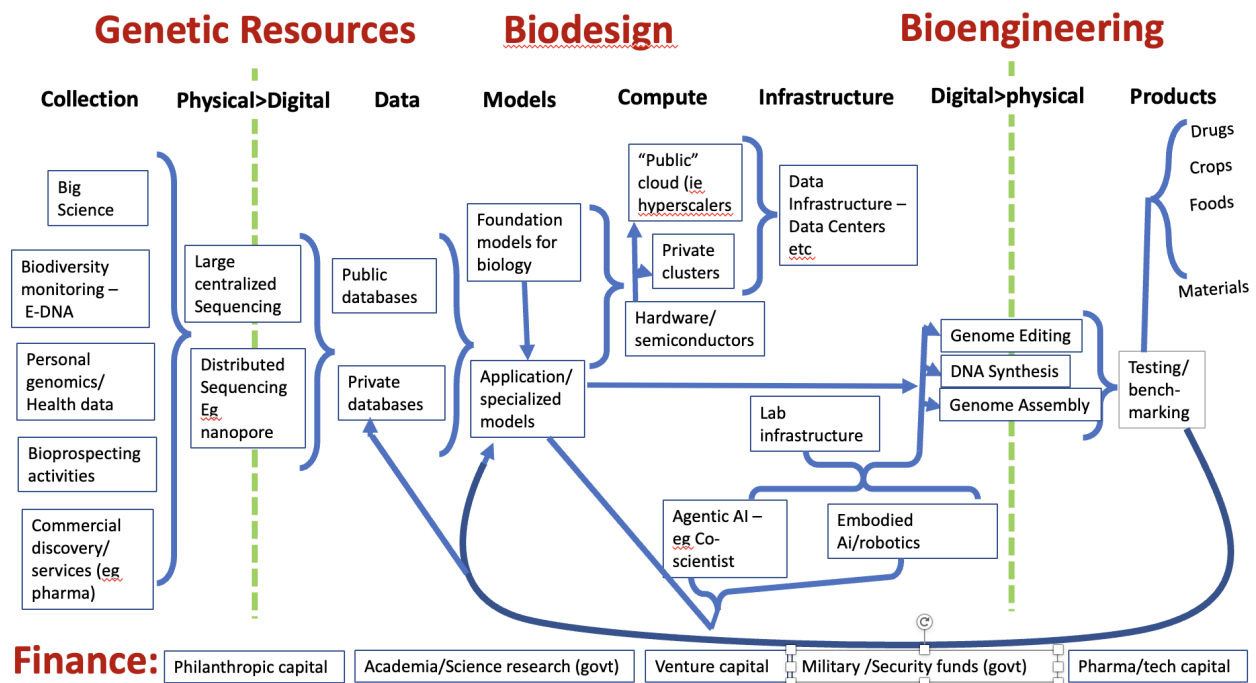 Genetic Resources
Biodesign
Bioengineering
Collection
Physical>Digital
Data
Models
Compute
Infrastructure
Digital>physical
Products
Big
Science
Biodiversity
monitoring –
E-DNA
Personal
genomics/
Health data
Bioprospecting
activities
Commercial
discovery/
services (eg
pharma)
Large
centralized
Sequencing
Distributed
Sequencing
Eg
nanopore
Public
databases
Private
databases
Foundation
models for
biology
Application/
specialized
models
“Public”
cloud (ie
hyperscalers
Private
clusters
Hardware/
semiconductors
Data
Infrastructure –
Data Centers
etc
Lab
infrastructure
Agentic AI –
eg Co-
scientist
Embodied
Ai/robotics
Genome Editing
DNA Synthesis
Genome Assembly
Testing/
bench-
marking
Drugs
Crops
Foods
Materials
Finance:
Philanthropic capital
Academia/Science research (govt)
Venture capital
Military /Security funds (govt)
Pharma/tech capital